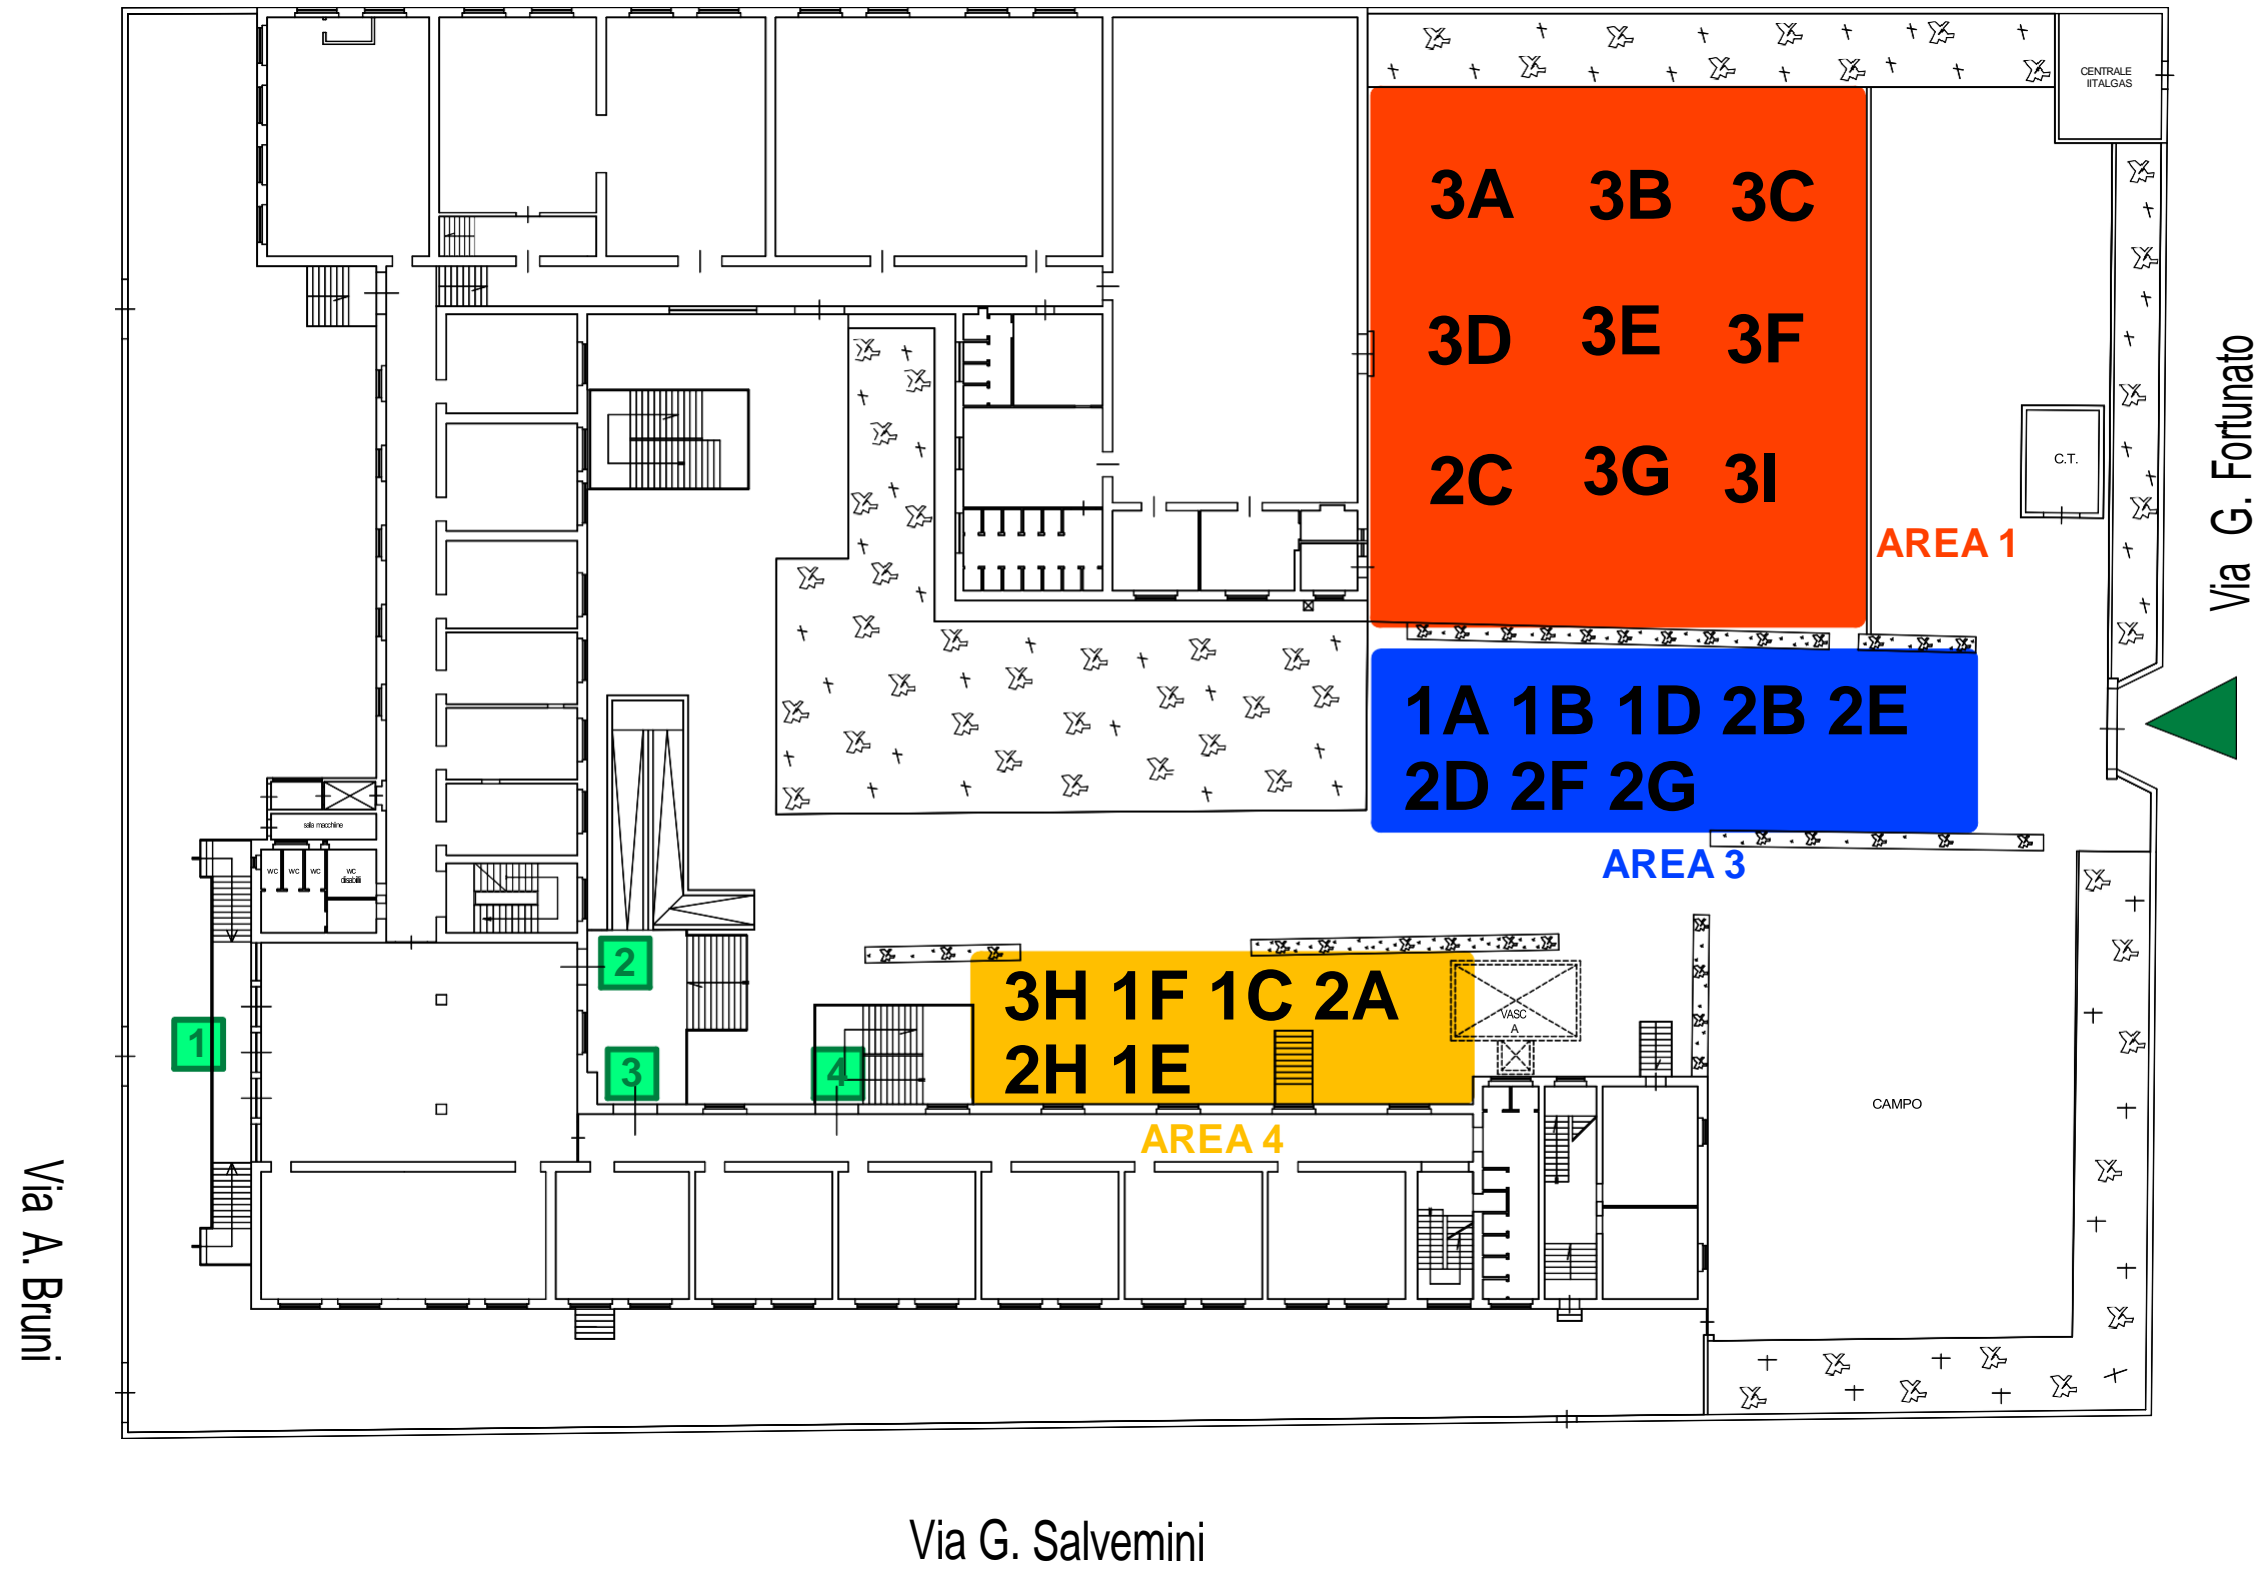 CENTRALE
IITALGAS
3A 3B 3C
3D 3E 3F
2C 3G 3I
C.T.
AREA 1
Via G. Fortunato
1A 1B 1D 2B 2E
2D 2F 2G
AREA 3
sala macchine
wc wc wc wc
disabili
2
3H 1F 1C 2A
2H 1E
VASC
A
1
3
4
CAMPO
AREA 4
Via A. Bruni
Via G. Salvemini